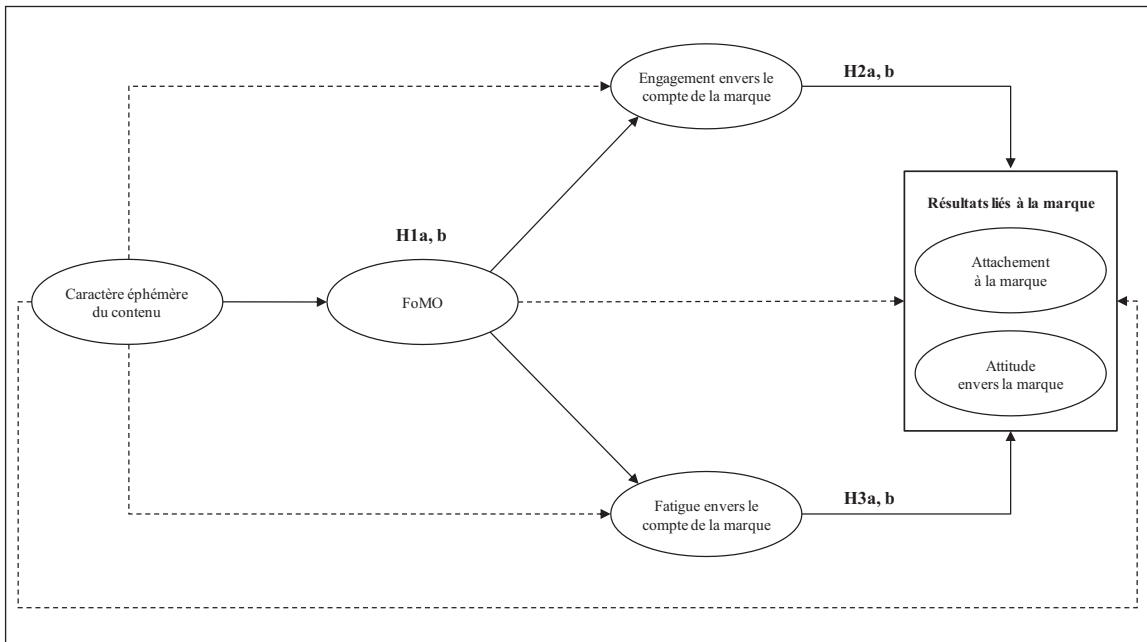 Engagement envers le
compte de la marque
H2a, b
Résultats liés à la marque
H1a, b
Attachement
à la marque
Caractère éphémère
du contenu
FoMO
Attitude
envers la marque
Fatigue envers le
compte de la marque
H3a, b